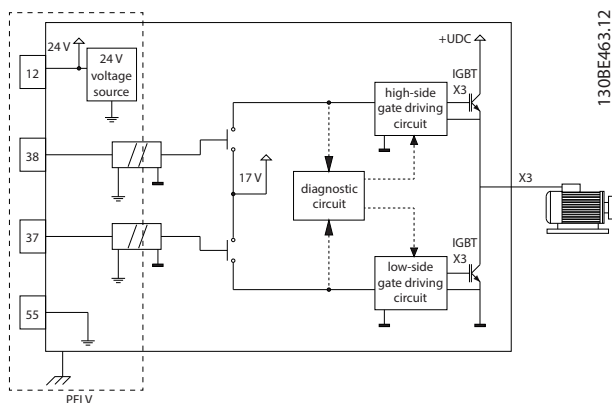 130BE463.12
+UDC
24 V
12
24 V
voltage
source
IGBT
X3
high-side
gate driving
circuit
38
17 V
diagnostic
circuit
X3
37
IGBT
X3
low-side
gate driving
circuit
55
PELV